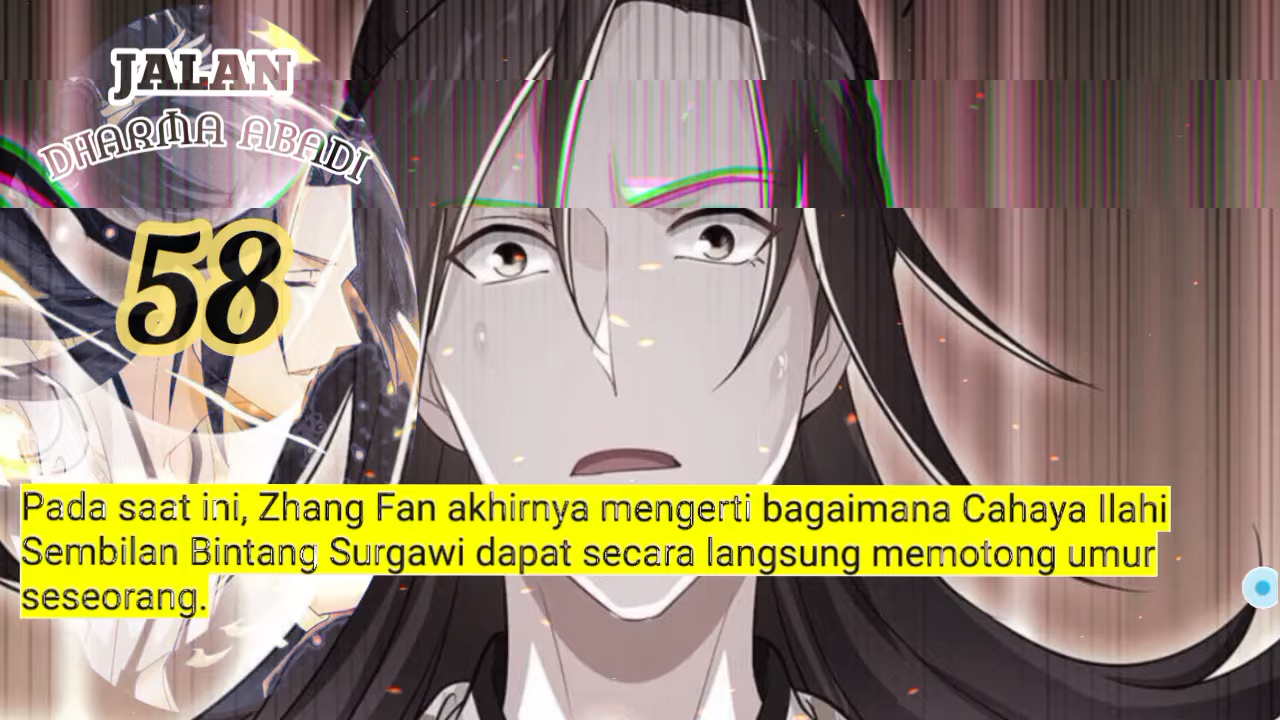 JALAN
DHARMA ABADI
58
Pada saat ini, Zhang Fan akhirnya mengerti bagaimana Cahaya Ilahi
Sembilan Bintang Surgawi dapat secara langsung memotong umur
seseorang.